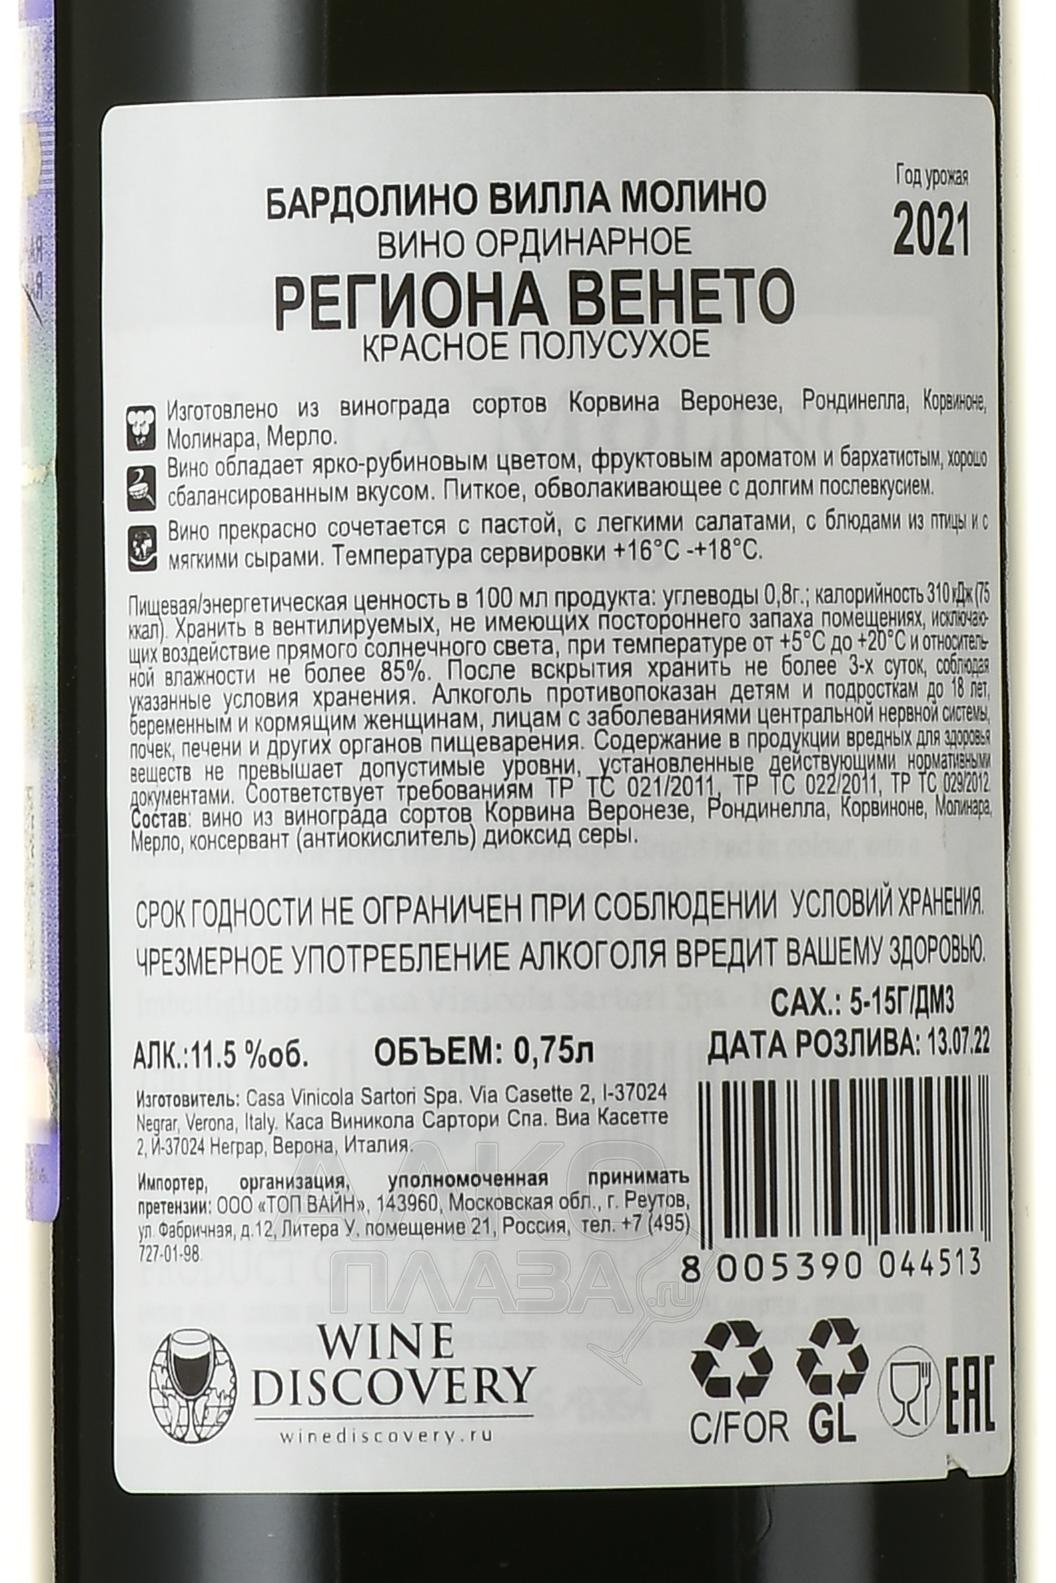 Год урожая
2021
БАРДОЛИНО ВИЛЛА МОЛИНО
ВИНО ОРДИНАРНОЕ
РЕГИОНА ВЕНЕТО
КРАСНОЕ ПОЛУСУХОЕ
Изготовлено из винограда сортов Корвина Веронезе, Рондинелла, Корвиноне,
Молинара, Мерло.
Вино обладает ярко-рубиновым цветом, фруктовым ароматом и бархатистым, хорошо
сбалансированным вкусом. Питкое, обволакивающее с долгим послевкусием.
Вино прекрасно сочетается с пастой, с легкими салатами, с блюдами из птицы и с
мягкими сырами. Температура сервировки +16°С -+18°С.
Пищевая/энергетическая ценность в 100 мл продукта: углеводы 0,8г.; калорийность 310 кДж (75
ккал). Хранить в вентилируемых, не имеющих постороннего запаха помещениях, исключаю-
щих воздействие прямого солнечного света, при температуре от +5°С до +20°С и относитель-
ной влажности не более 85%. После вскрытия хранить не более 3-х суток, соблюдая
указанные условия хранения. Алкоголь противопоказан детям и подросткам до 18 лет,
беременным и кормящим женщинам, лицам с заболеваниями центральной нервной системы,
почек, печени и других органов пищеварения. Содержание в продукции вредных для здоровья
веществ не превышает допустимые уровни, установленные действующими нормативными
документами. Соответствует требованиям ТР ТС 021/2011, ТР ТС 022/2011, ТР ТС 029/2012.
Состав: вино из винограда сортов Корвина Веронезе, Рондинелла, Корвиноне, Молинара,
Мерло, консервант (антиокислитель) диоксид серы.
СРОК ГОДНОСТИ НЕ ОГРАНИЧЕН ПРИ СОБЛЮДЕНИИ УСЛОВИЙ ХРАНЕНИЯ.
ЧРЕЗМЕРНОЕ УПОТРЕБЛЕНИЕ АЛКОГОЛЯ ВРЕДИТ ВАШЕМУ ЗДОРОВЬЮ.
САХ.: 5-15Г/ДМ3
АЛК.:11.5 %об. ОБЪЕМ: 0,75л ДАТА РОЗЛИВА: 13.07.22
Изготовитель: Casa Vinicola Sartori Spa. Via Casette 2, I-37024
Negrar, Verona, Italy. Каса Виникола Сартори Спа. Виа Касетте
2, Й-37024 Неграр, Верона, Италия.
Импортер, организация, уполномоченная принимать
претензии: ООО «ТОП ВАЙН», 143960, Московская обл., г. Реутов,
ул. Фабричная, д.12, Литера У, помещение 21, Россия, тел. +7 (495)
727-01-98.
8 005390 044513
АЛКО
ПЛАЗА.ru
WINE
DISCOVERY
winediscovery.ru
C/FOR GL
EAC